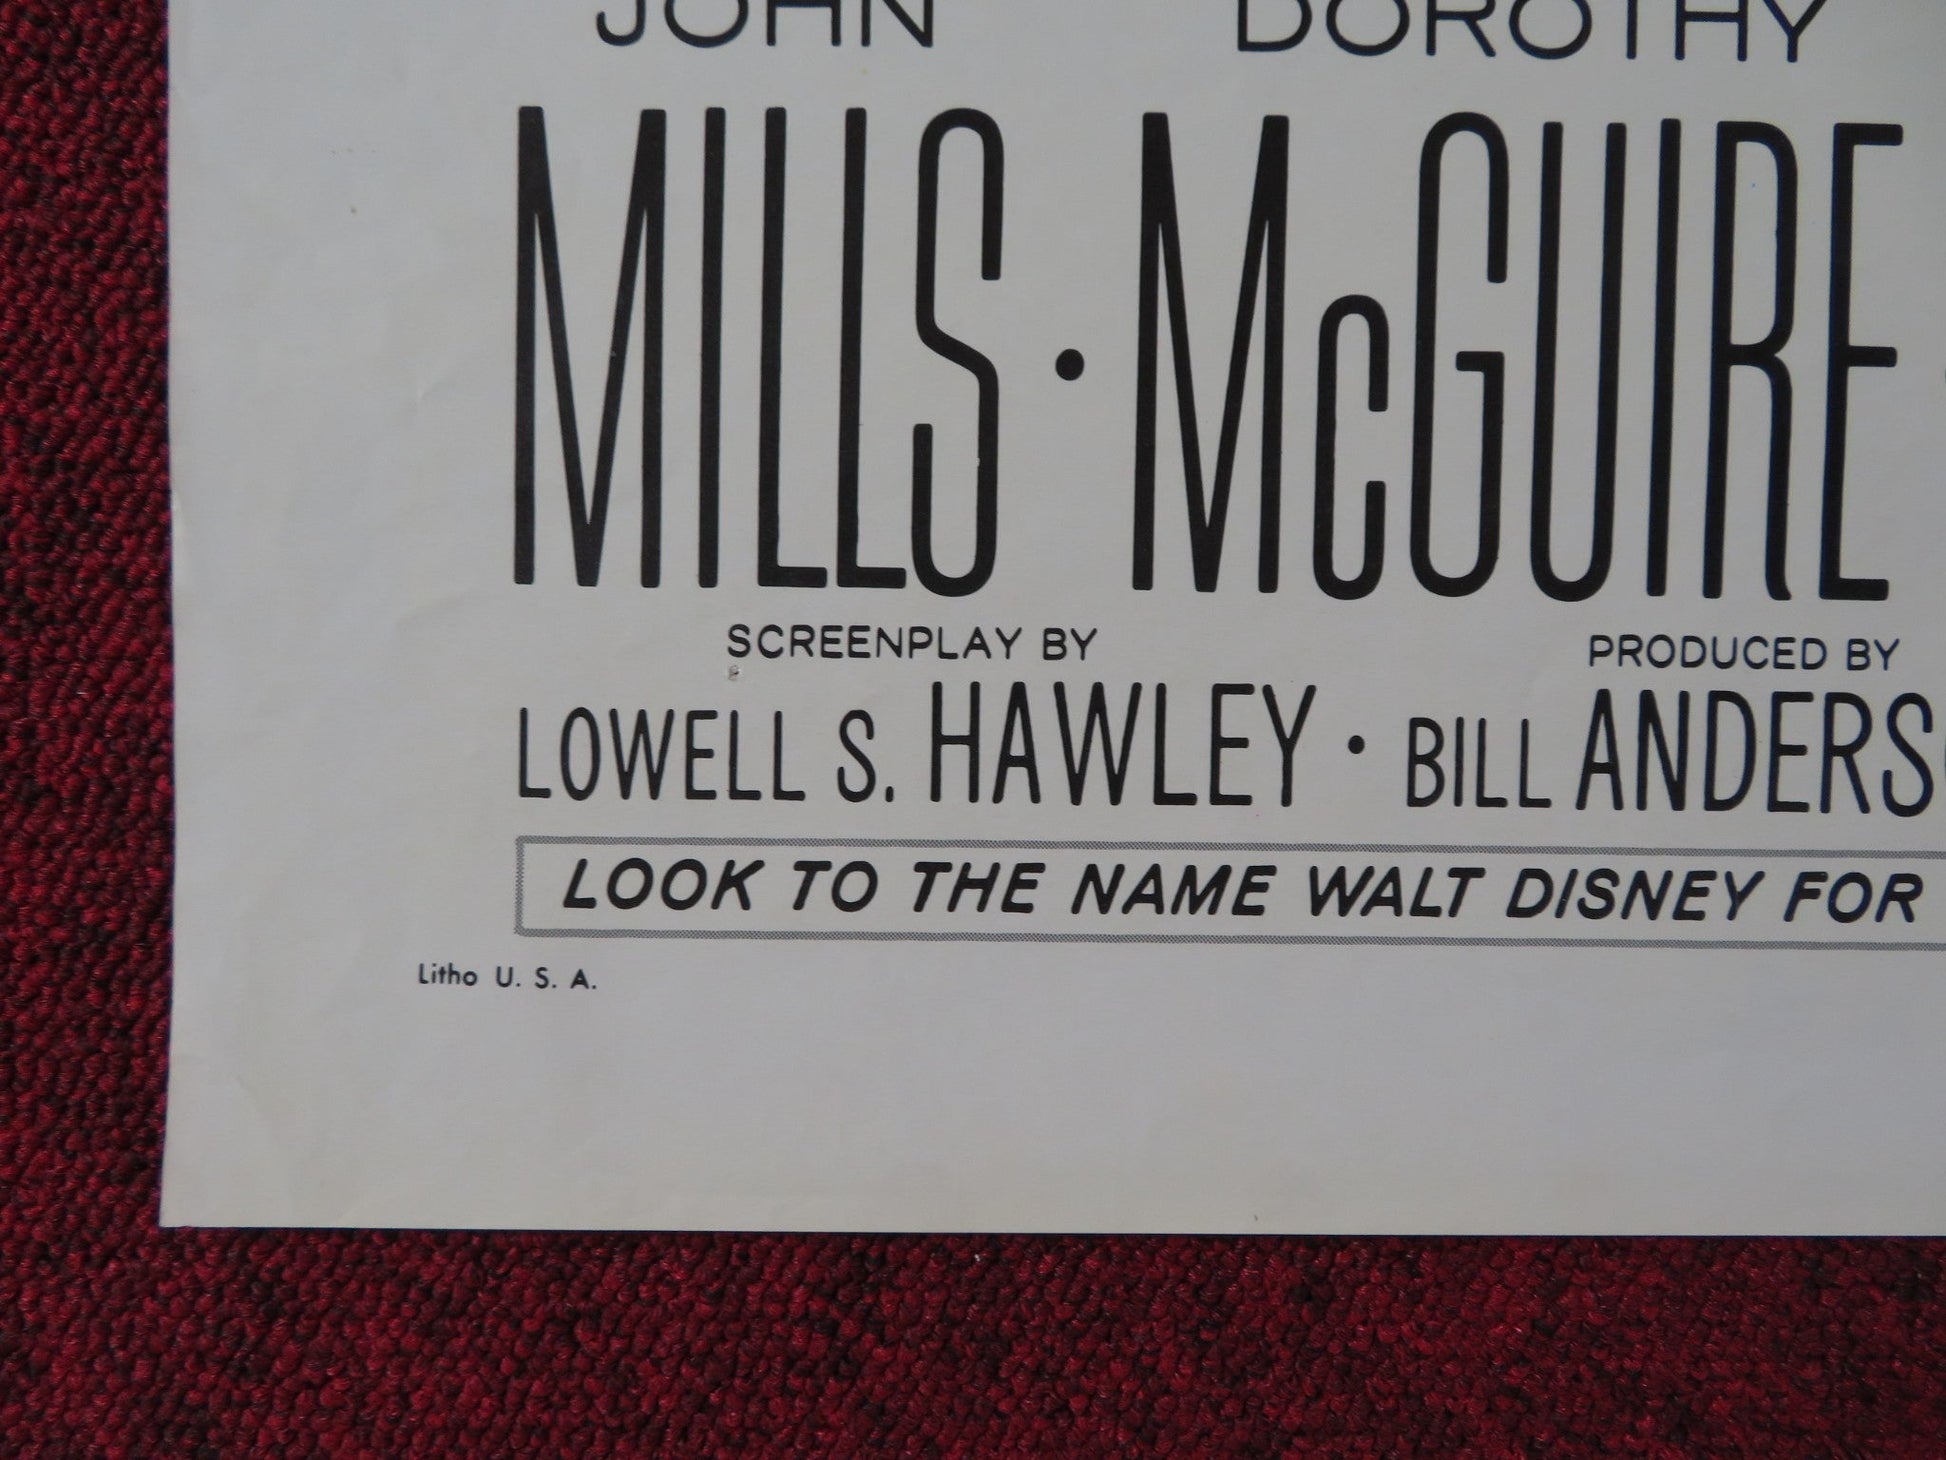 JOHN DOROTHY
MILLS · McGUIRE
SCREENPLAY BY PRODUCED BY
LOWELL S. HAWLEY · BILL ANDERS
LOOK TO THE NAME WALT DISNEY FOR
Litho U. S. A.